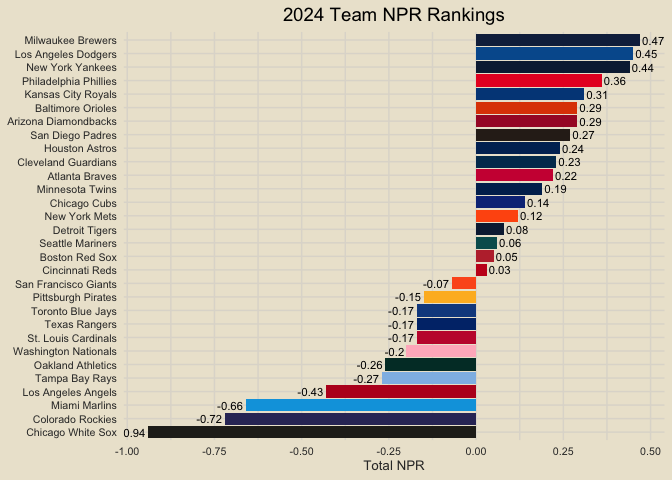 2024 Team NPR Rankings
Milwaukee Brewers 0.47
Los Angeles Dodgers 0.45
New York Yankees 0.44
Philadelphia Phillies 0.36
Kansas City Royals 0.31
Baltimore Orioles 0.29
Arizona Diamondbacks 0.29
San Diego Padres 0.27
Houston Astros 0.24
Cleveland Guardians 0.23
Atlanta Braves 0.22
Minnesota Twins 0.19
Chicago Cubs 0.14
New York Mets 0.12
Detroit Tigers 0.08
Seattle Mariners 0.06
Boston Red Sox 0.05
Cincinnati Reds 0.03
San Francisco Giants -0.07
Pittsburgh Pirates -0.15
Toronto Blue Jays -0.17
Texas Rangers -0.17
St. Louis Cardinals -0.17
Washington Nationals -0.2
Oakland Athletics -0.26
Tampa Bay Rays -0.27
Los Angeles Angels -0.43
Miami Marlins -0.66
Colorado Rockies -0.72
Chicago White Sox 0.94
-1.00 -0.75 -0.50 -0.25 0.00 0.25 0.50
Total NPR